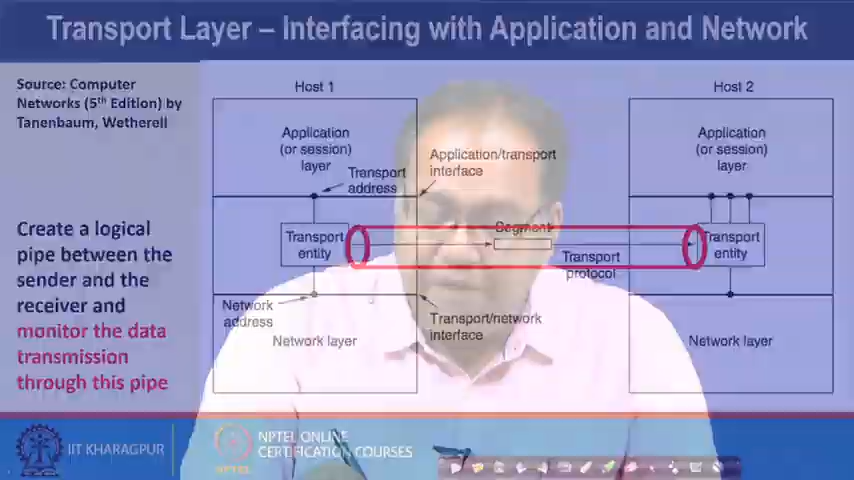 Transport Layer – Interfacing with Application and Network
Source: Computer
Networks (5th Edition) by
Tanenbaum, Wetherell
Create a logical
pipe between the
sender and the
receiver and
monitor the data
transmission
through this pipe
Host 1
Application
(or session)
layer
Transport
address
Application/transport
interface
Transport
entity
Segment
Transport
protocol
Network
address
Network layer
Transport/network
interface
Host 2
Application
(or session)
layer
Transport
entity
Network layer
IIT KHARAGPUR
NPTEL
NPTEL ONLINE
CERTIFICATION COURSES